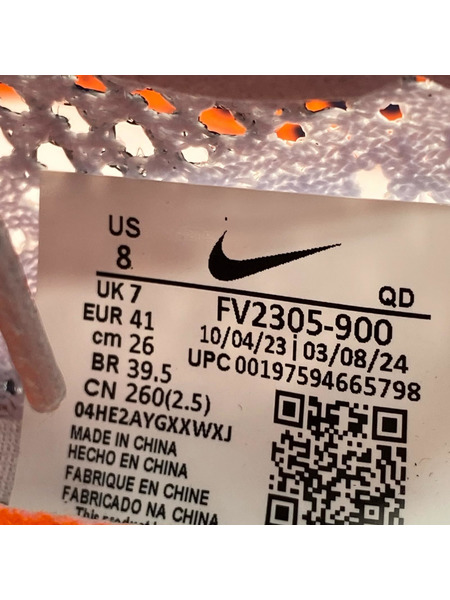 US
8
UK 7
EUR 41
cm 26
BR 39.5
CN 260(2.5)
04HE2AYGXXWXJ
MADE IN CHINA
HECHO EN CHINA
FABRIQUE EN CHINE
FABRICADO NA CHINA
This product
QD
FV2305-900
10/04/23 | 03/08/24
UPC 00197594665798